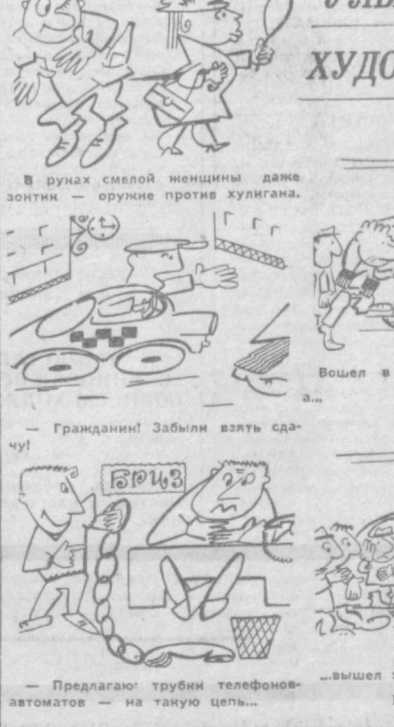 ХУДО
В руках смелой женщины даже
зонтик — оружие против хулигана.
— Гражданин! Забыли взять сда-
чу!
Вошел в
а...
БРИЗ
— Предлагаю: трубки телефонов-
автоматов — на такую цепь...
...вышел